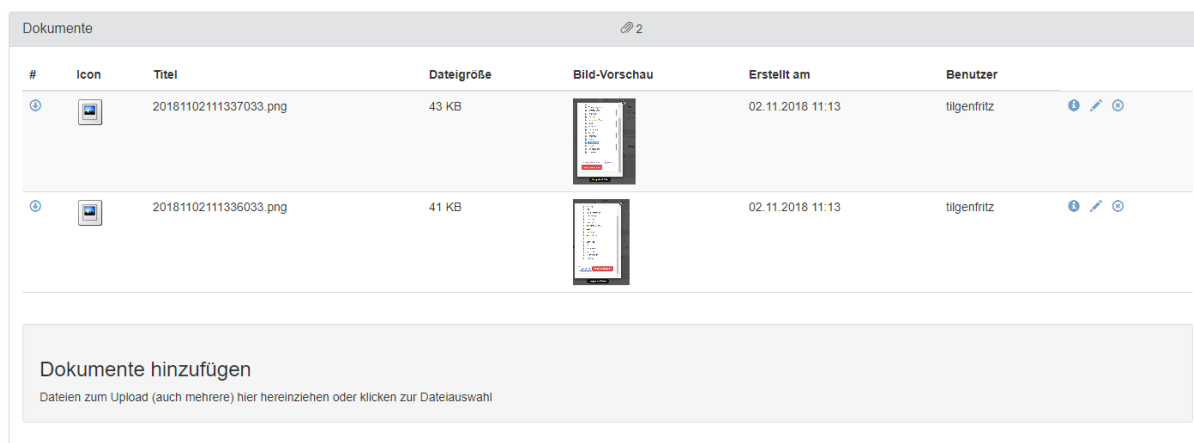 Dokumente 2
# Icon Titel Dateigröße Bild-Vorschau Erstellt am Benutzer
20181102111337033.png 43 KB 02.11.2018 11:13 tilgenfritz
20181102111336033.png 41 KB 02.11.2018 11:13 tilgenfritz
Dokumente hinzufügen
Dateien zum Upload (auch mehrere) hier hereinziehen oder klicken zur Dateiauswahl